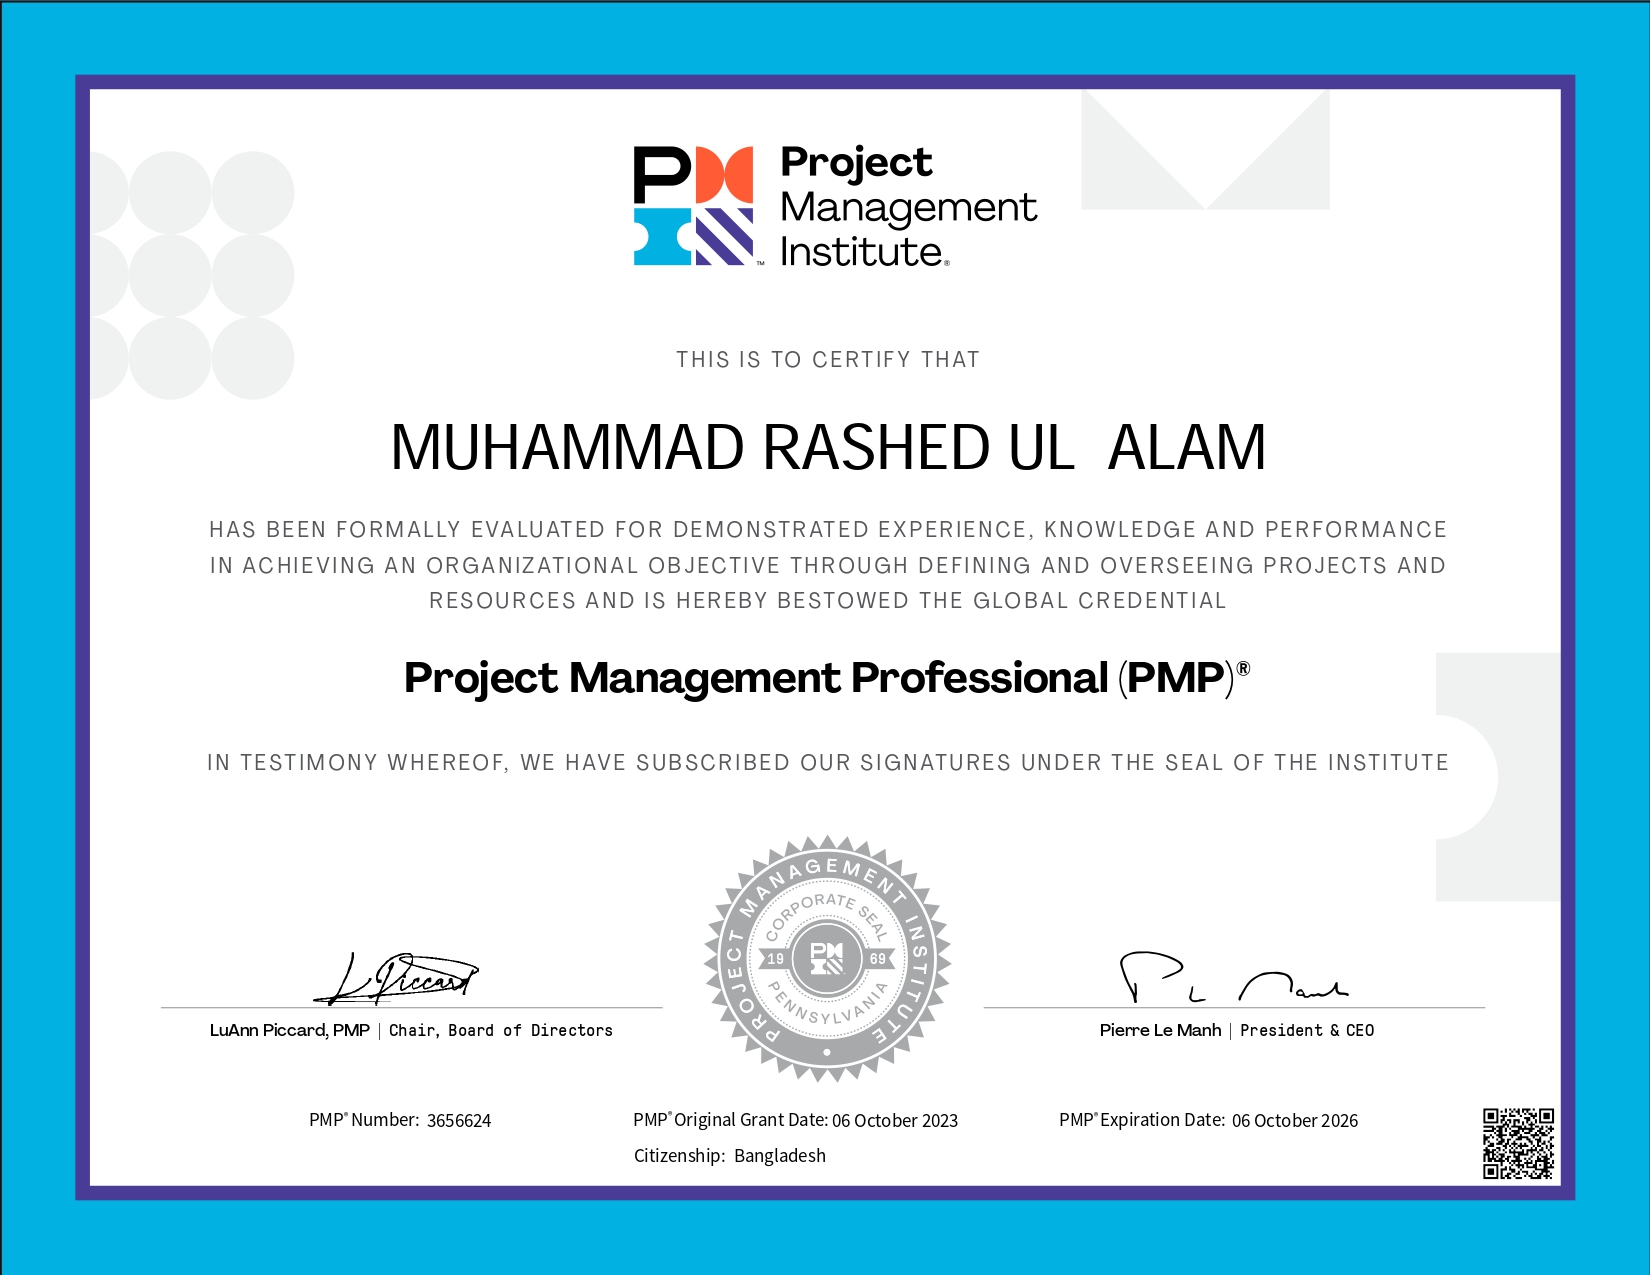 PM
Project
Management
Institute®
™
THIS IS TO CERTIFY THAT
MUHAMMAD RASHED UL  ALAM
HAS BEEN FORMALLY EVALUATED FOR DEMONSTRATED EXPERIENCE, KNOWLEDGE AND PERFORMANCE
IN ACHIEVING AN ORGANIZATIONAL OBJECTIVE THROUGH DEFINING AND OVERSEEING PROJECTS AND
RESOURCES AND IS HEREBY BESTOWED THE GLOBAL CREDENTIAL
Project Management Professional (PMP)®
IN TESTIMONY WHEREOF, WE HAVE SUBSCRIBED OUR SIGNATURES UNDER THE SEAL OF THE INSTITUTE
PROJECT MANAGEMENT INSTITUTE
CORPORATE SEAL
19 PM 69
PENNSYLVANIA
L Piccard
LuAnn Piccard, PMP | Chair, Board of Directors
P L Manh
Pierre Le Manh | President & CEO
PMP® Number: 3656624
PMP® Original Grant Date: 06 October 2023
PMP® Expiration Date: 06 October 2026
Citizenship: Bangladesh